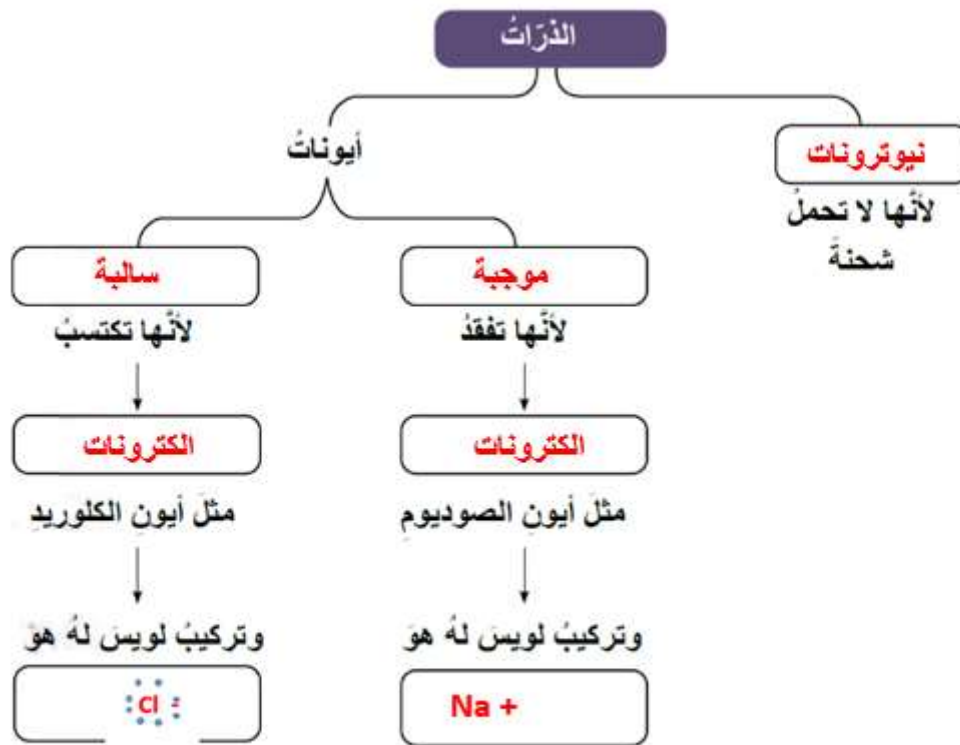 الذرّاتُ
نيوترونات
لأنّها لا تحملُ
شحنةً
أيوناتُ
موجبة
لأنّها تفقدُ
الكترونات
مثلَ أيونِ الصوديومِ
وتركيبُ لويسَ لهُ هوَ
Na +
سالبة
لأنّها تكتسبُ
الكترونات
مثلَ أيونِ الكلوريدِ
وتركيبُ لويسَ لهُ هوَ
Cl -